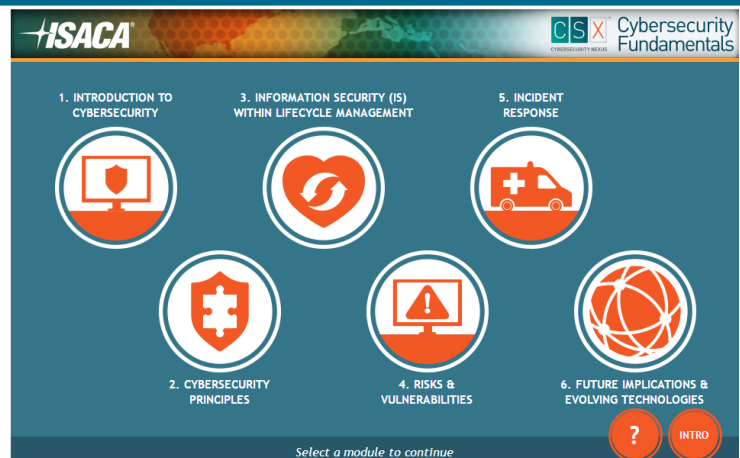 ISACA®
CSX™
CYBERSECURITY NEXUS
Cybersecurity
Fundamentals
1. INTRODUCTION TO
CYBERSECURITY
3. INFORMATION SECURITY (IS)
WITHIN LIFECYCLE MANAGEMENT
5. INCIDENT
RESPONSE
2. CYBERSECURITY
PRINCIPLES
4. RISKS &
VULNERABILITIES
6. FUTURE IMPLICATIONS &
EVOLVING TECHNOLOGIES
?
INTRO
Select a module to continue